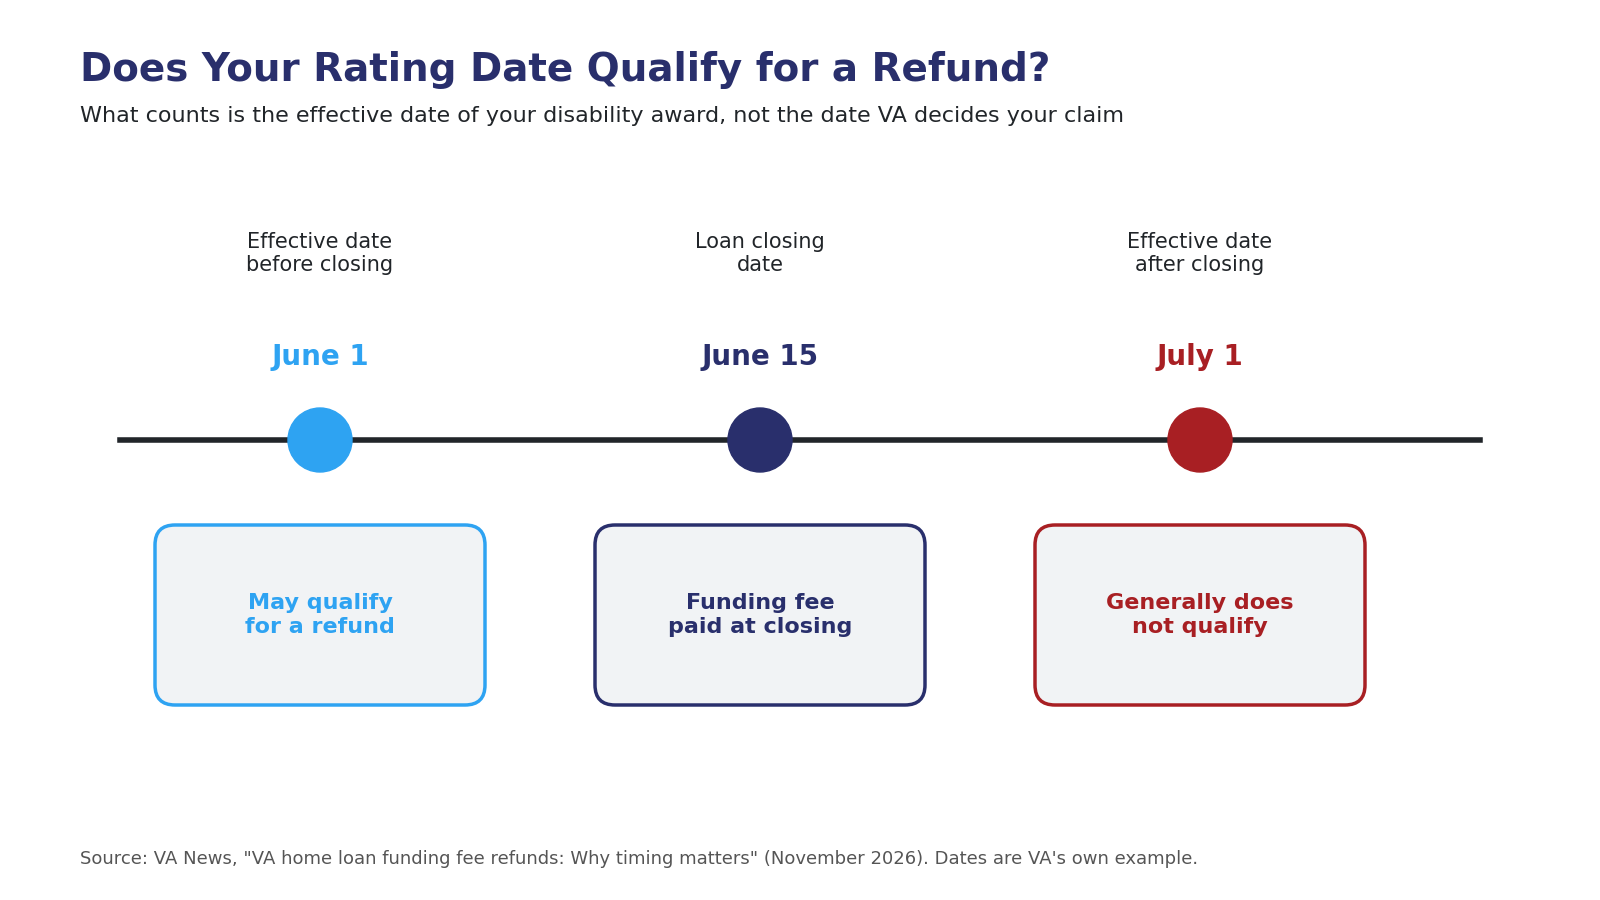 Does Your Rating Date Qualify for a Refund?
What counts is the effective date of your disability award, not the date VA decides your claim
Effective date
before closing
Loan closing
date
Effective date
after closing
June 1
June 15
July 1
May qualify
for a refund
Funding fee
paid at closing
Generally does
not qualify
Source: VA News, "VA home loan funding fee refunds: Why timing matters" (November 2026). Dates are VA's own example.